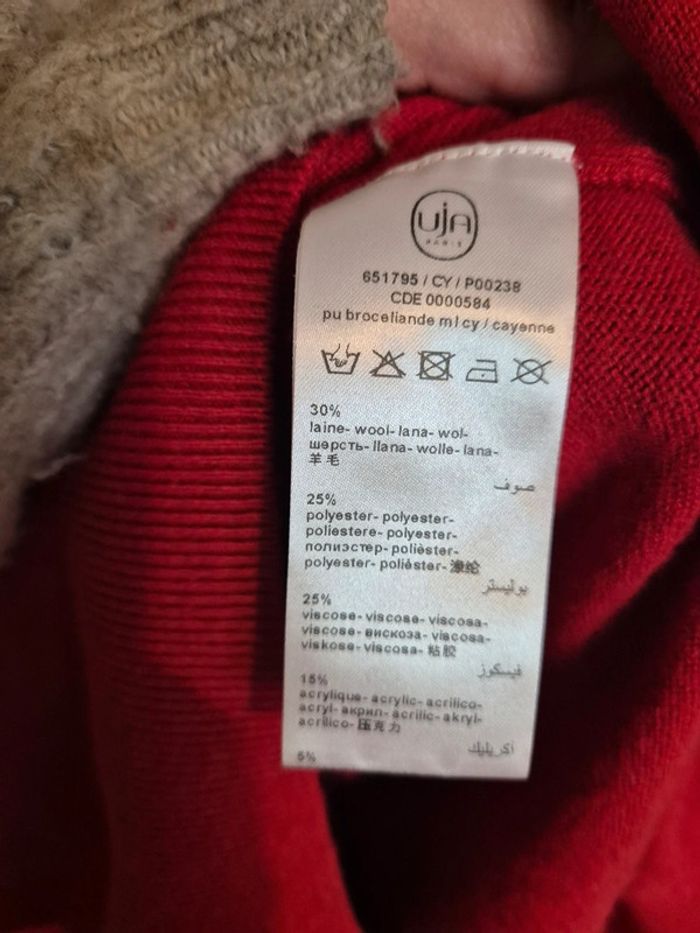 UJA
PARIS
651795 / CY / P00238
CDE 0000584
pu broceliande ml cy / cayenne
30%
laine- wool- lana- wol-
шерсть- llana- wolle- lana-
羊毛
صوف
25%
polyester- polyester-
poliestere- polyester-
полиэстер- polièster-
polyester- poliéster- 涤纶
بوليستر
25%
viscose- viscose- viscosa-
viscose- вискоза- viscosa-
viskose- viscosa- 粘胶
فيسكوز
15%
acrylique- acrylic- acrilico-
acryl- акрил- acrilic- akryl-
acrílico- 压克力
أكريليك
5%